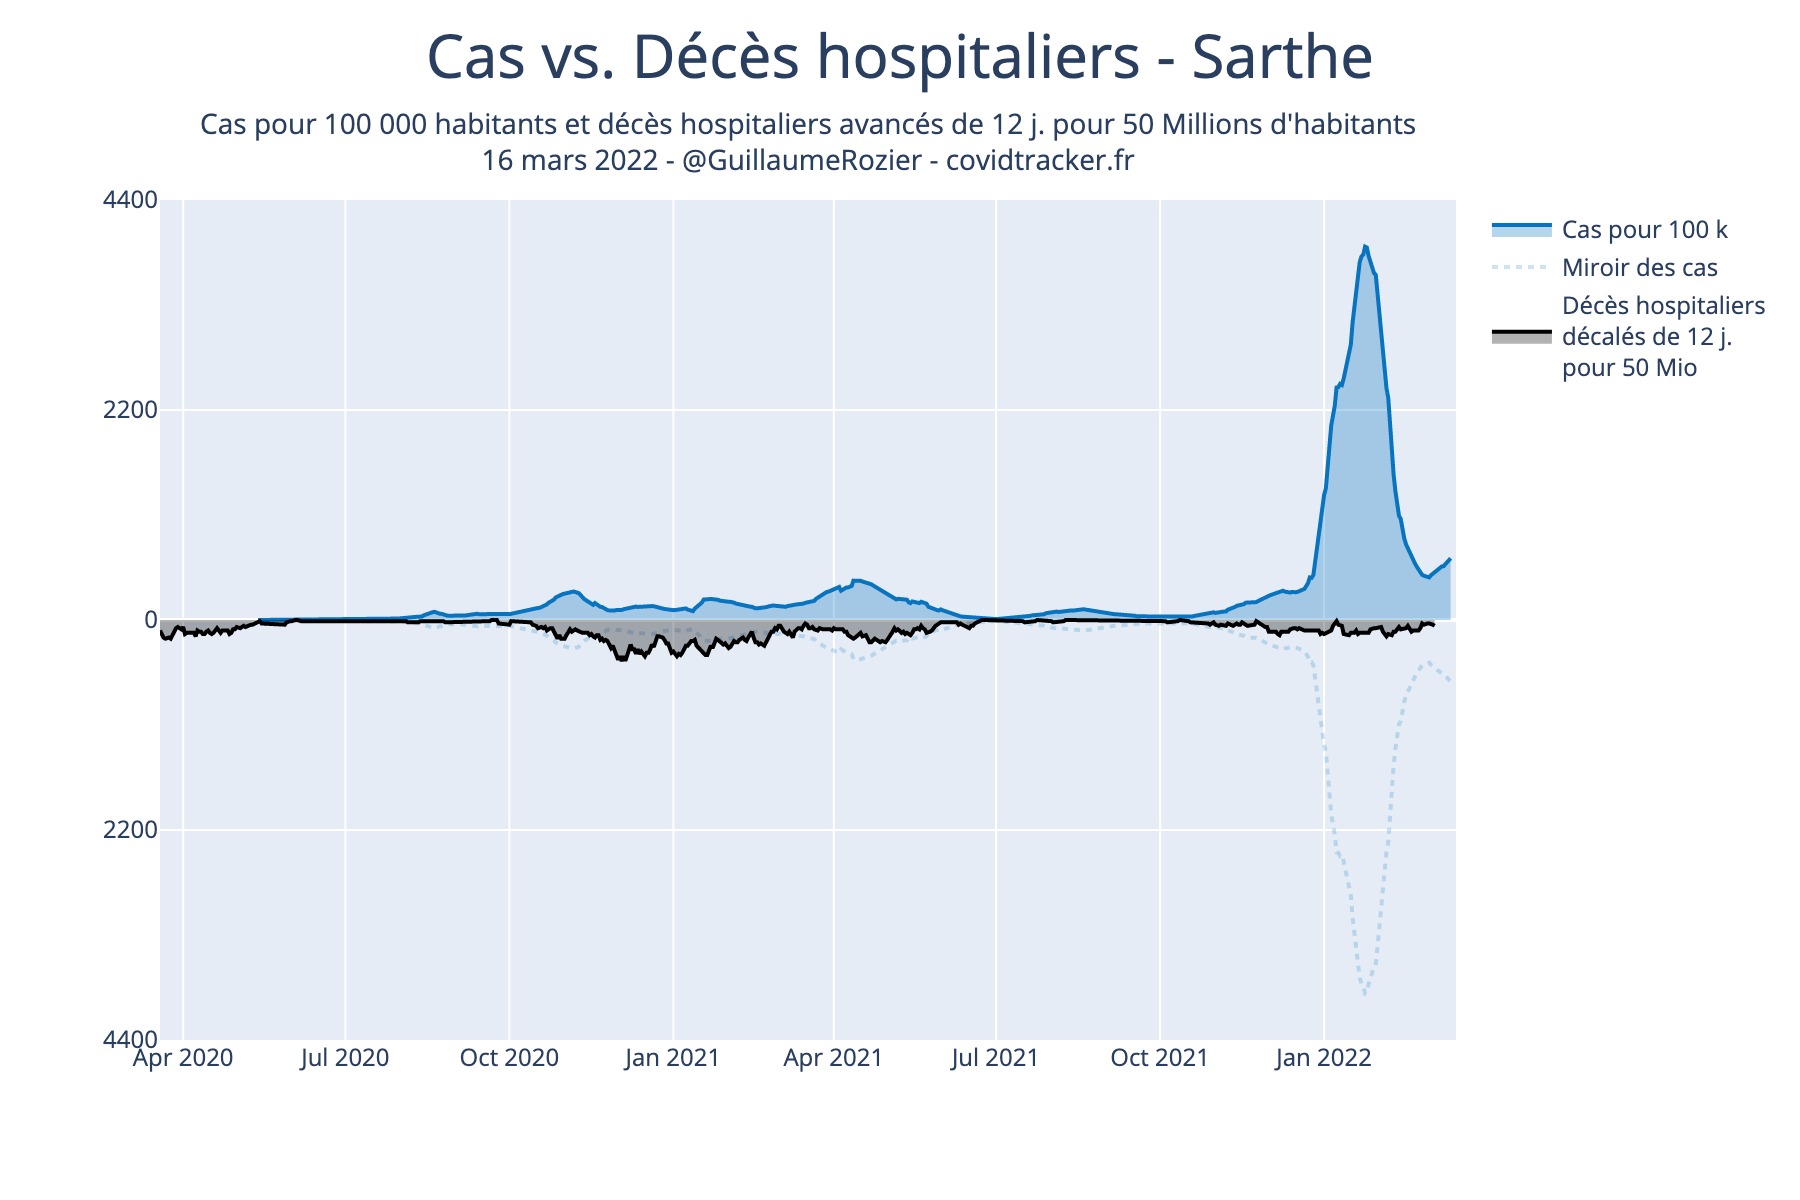 Cas vs. Décès hospitaliers - Sarthe
Cas pour 100 000 habitants et décès hospitaliers avancés de 12 j. pour 50 Millions d'habitants
16 mars 2022 - @GuillaumeRozier - covidtracker.fr
4400
2200
0
2200
4400
Apr 2020
Jul 2020
Oct 2020
Jan 2021
Apr 2021
Jul 2021
Oct 2021
Jan 2022
Cas pour 100 k
Miroir des cas
Décès hospitaliers
décalés de 12 j.
pour 50 Mio